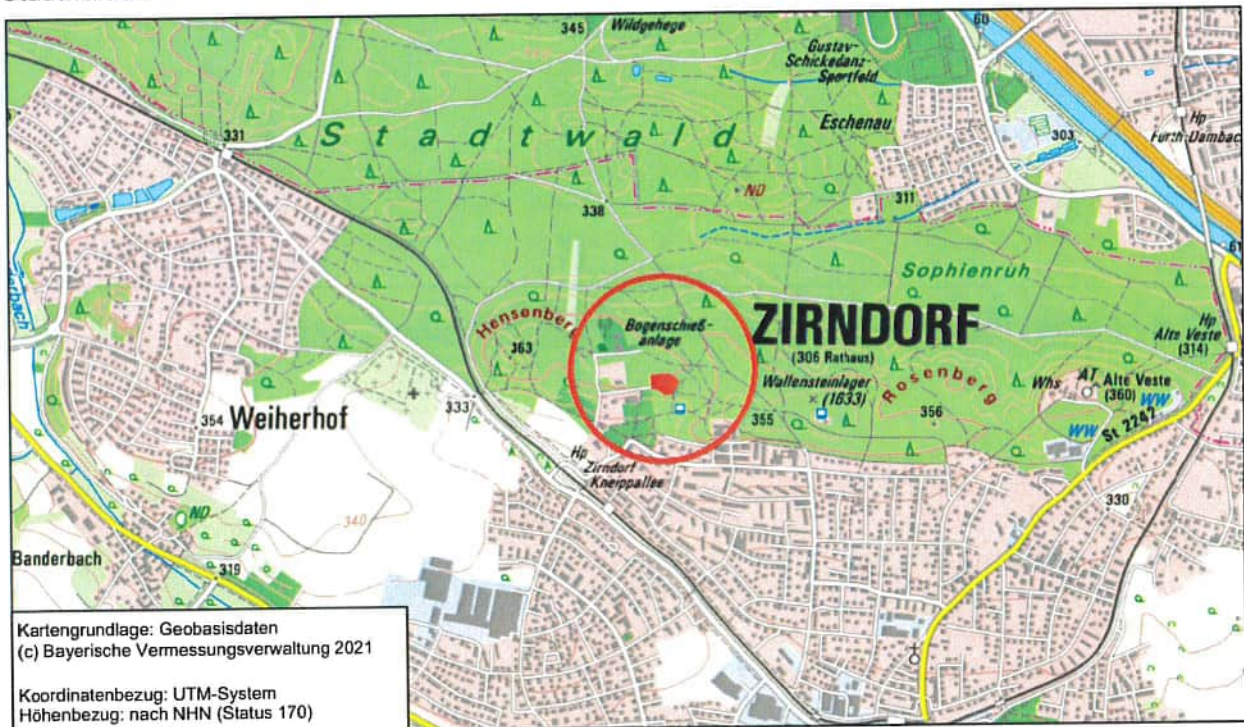 345
Wildgehege
340
Gustav-
Schickedanz-
Sportfeld
60
331
Stadtwald
Eschenau
303
Hp
Fürth-Dambach
ND
311
338
61
Sophienruh
Hensenberg
363
Bogenschieß-
anlage
ZIRNDORF
(306 Rathaus)
Wallensteinlager
(1633)
Rosenberg
356
355
Whs
AT
Alte Veste
(360)
WW
WW
St 2242
Hp
Alte Veste
(314)
333
354
Weiherhof
Hp
Zirndorf
Kneippallee
330
ND
340
Banderbach
319
Kartengrundlage: Geobasisdaten
(c) Bayerische Vermessungsverwaltung 2021
Koordinatenbezug: UTM-System
Höhenbezug: nach NHN (Status 170)